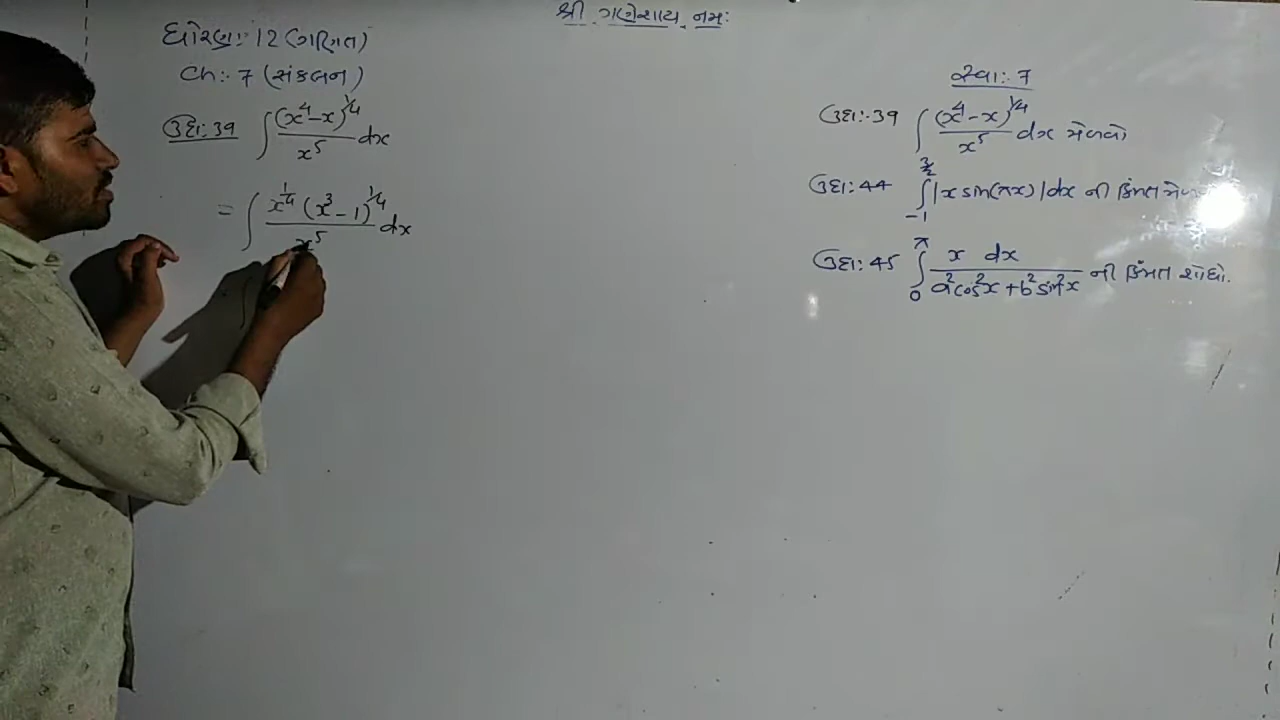 શ્રી ગણેશાય નમઃ
ધોરણ:- 12 (ગણિત)
Ch:- 7 (સંકલન)
ઉદા: 39 ∫ (x⁴-x)^¼ / x⁵ dx
= ∫ x^¼ (x³-1)^¼ / x⁵ dx
સ્વા: 7
ઉદા:- 39 ∫ (x⁴-x)^¼ / x⁵ dx મેળવો
ઉદા: 44 ∫₋₁^(3/2) |x sin(πx)| dx ની કિંમત
ઉદા: 45 ∫₀^π x dx / a²cos²x + b²sin²x ની કિંમત શોધો.